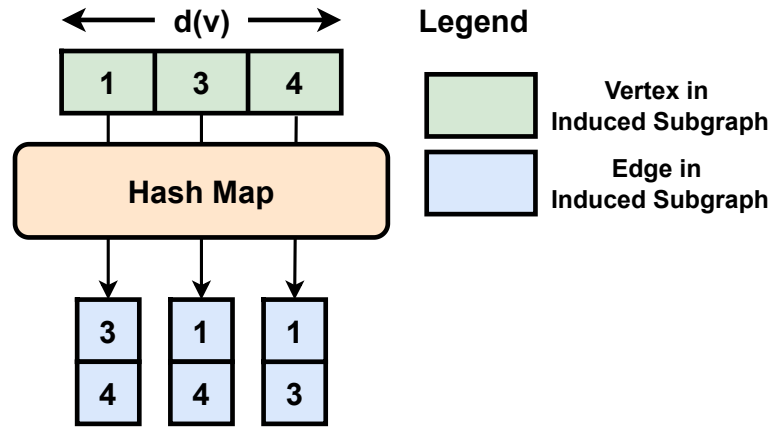 d(v)
Legend
1 3 4
Vertex in
Induced Subgraph
Hash Map
Edge in
Induced Subgraph
3 1 1
4 4 3